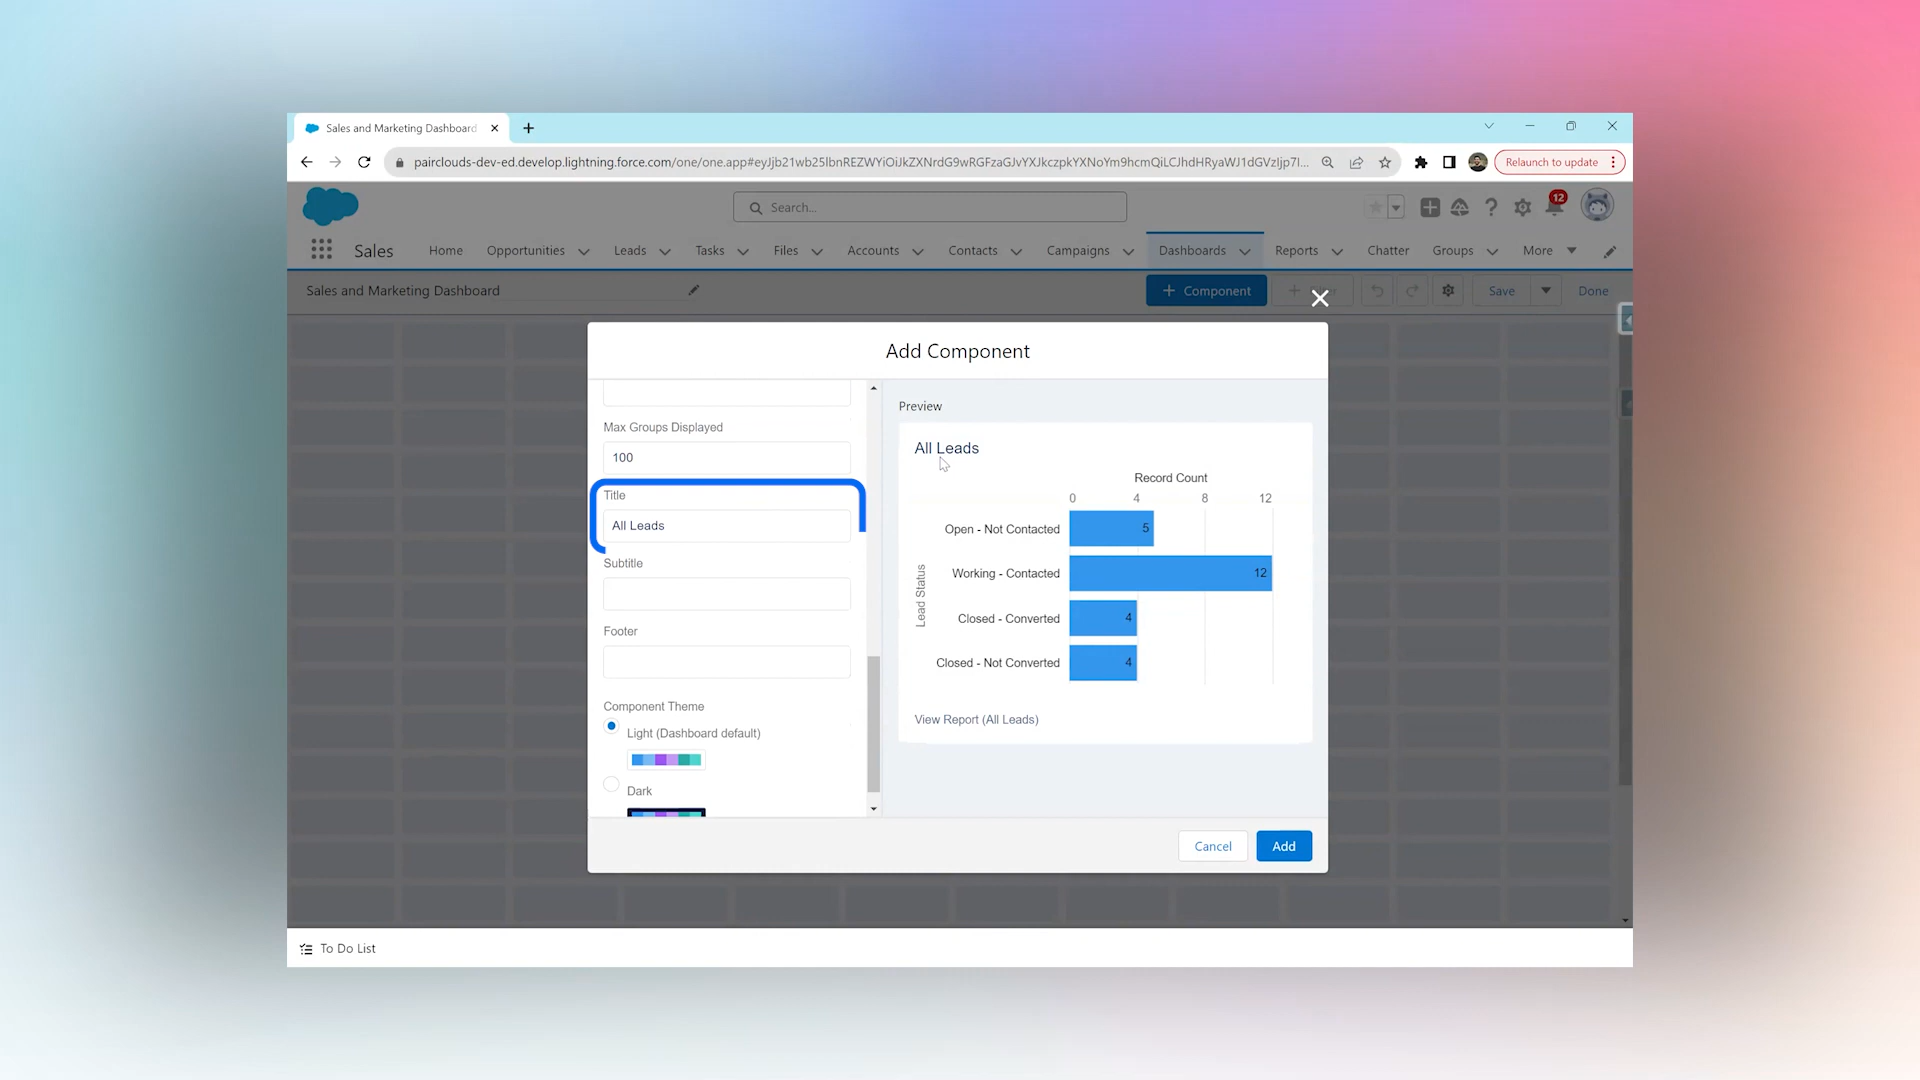 Sales and Marketing Dashboard
pairclouds-dev-ed.develop.lightning.force.com/one/one.app#eyJjb21wb25lbnREZWYiOiJkZXNrdG9wRGFzaGJvYXJkczpkYXNoYm9hcmQiLCJhdHRyaWJ1dGVzIjp7I...
Relaunch to update
Search...
12
Sales
Home
Opportunities
Leads
Tasks
Files
Accounts
Contacts
Campaigns
Dashboards
Reports
Chatter
Groups
More
Sales and Marketing Dashboard
+ Component
Save
Done
Add Component
Max Groups Displayed
100
Title
All Leads
Subtitle
Footer
Component Theme
Light (Dashboard default)
Dark
Preview
All Leads
Record Count
0 4 8 12
Lead Status
Open - Not Contacted 5
Working - Contacted 12
Closed - Converted 4
Closed - Not Converted 4
View Report (All Leads)
Cancel
Add
To Do List